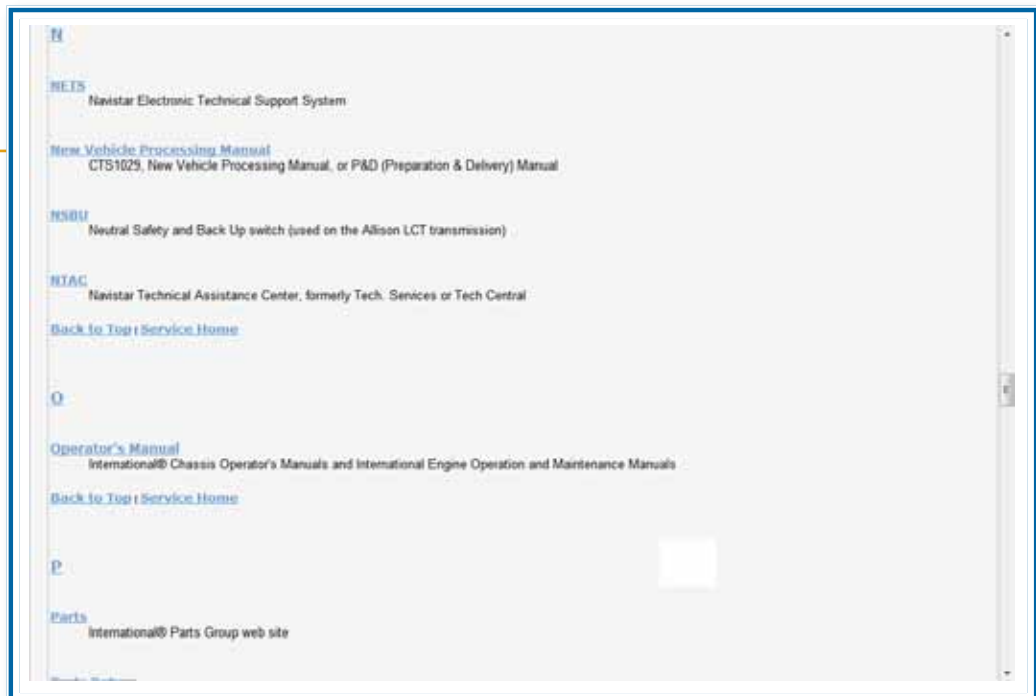 N
NETS
Navistar Electronic Technical Support System
New Vehicle Processing Manual
CTS1029, New Vehicle Processing Manual, or P&D (Preparation & Delivery) Manual
NSBU
Neutral Safety and Back Up switch (used on the Allison LCT transmission)
NTAC
Navistar Technical Assistance Center, formerly Tech. Services or Tech Central
Back to Top | Service Home
O
Operator's Manual
International® Chassis Operator's Manuals and International Engine Operation and Maintenance Manuals
Back to Top | Service Home
P
Parts
International® Parts Group web site